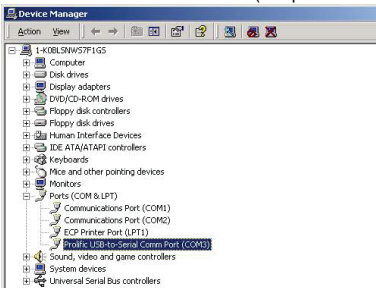 Device Manager
Action View
1-K0BLSNWS7F1GS
Computer
Disk drives
Display adapters
DVD/CD-ROM drives
Floppy disk controllers
Floppy disk drives
Human Interface Devices
IDE ATA/ATAPI controllers
Keyboards
Mice and other pointing devices
Monitors
Ports (COM & LPT)
Communications Port (COM1)
Communications Port (COM2)
ECP Printer Port (LPT1)
Prolific USB-to-Serial Comm Port (COM3)
Sound, video and game controllers
System devices
Universal Serial Bus controllers